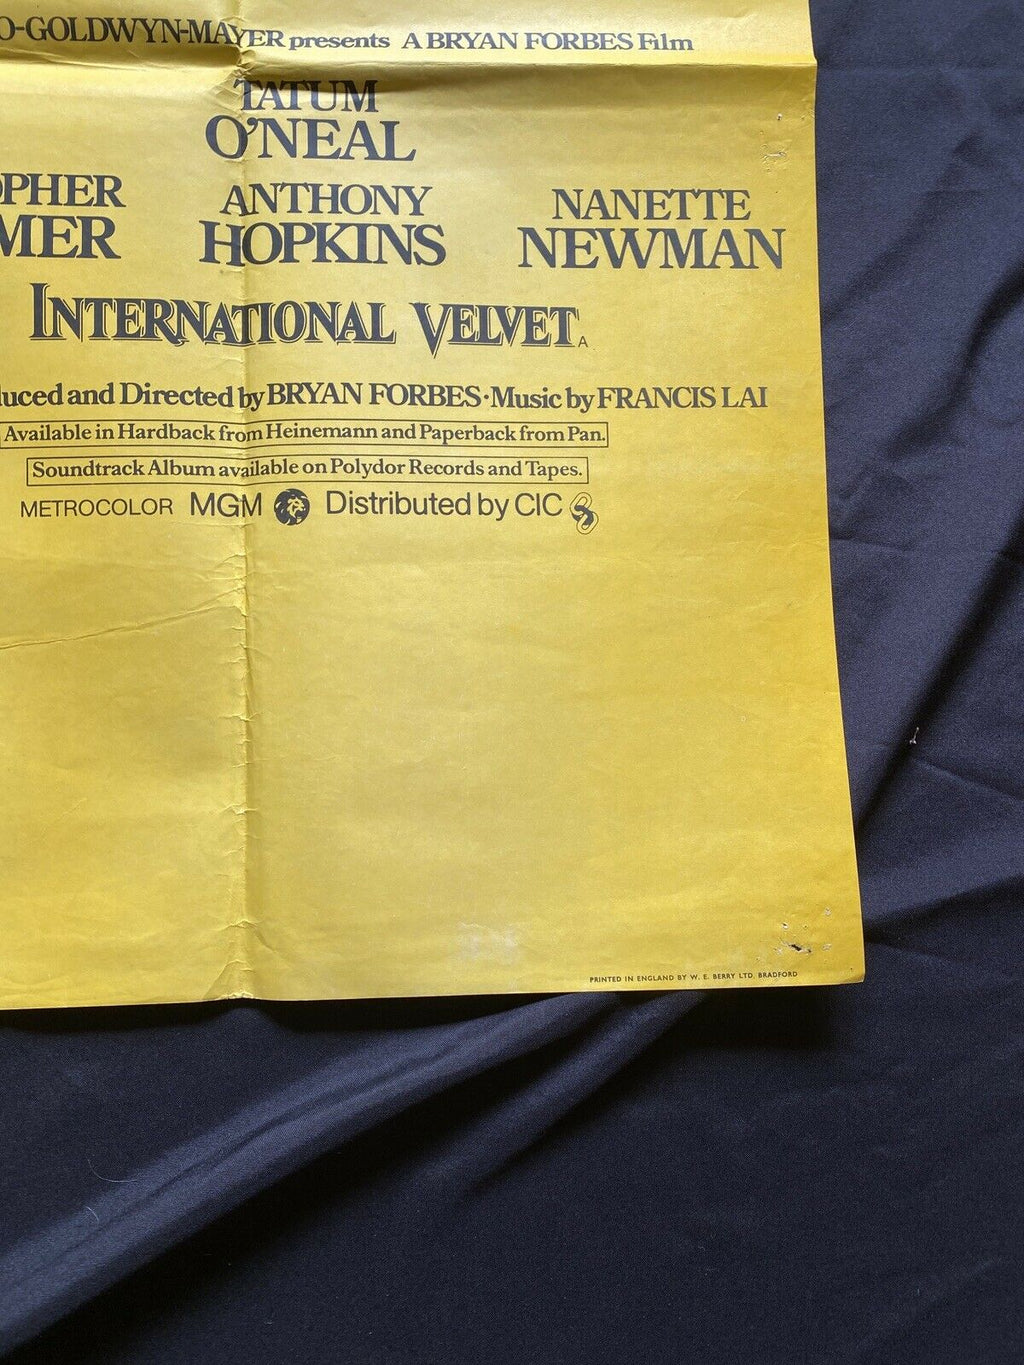 O-GOLDWYN-MAYER presents A BRYAN FORBES Film
TATUM
O'NEAL
OPHER
MER
ANTHONY
HOPKINS
NANETTE
NEWMAN
INTERNATIONAL VELVET A
uced and Directed by BRYAN FORBES·Music by FRANCIS LAI
Available in Hardback from Heinemann and Paperback from Pan.
Soundtrack Album available on Polydor Records and Tapes.
METROCOLOR MGM Distributed by CIC
PRINTED IN ENGLAND BY W. E. BERRY LTD. BRADFORD